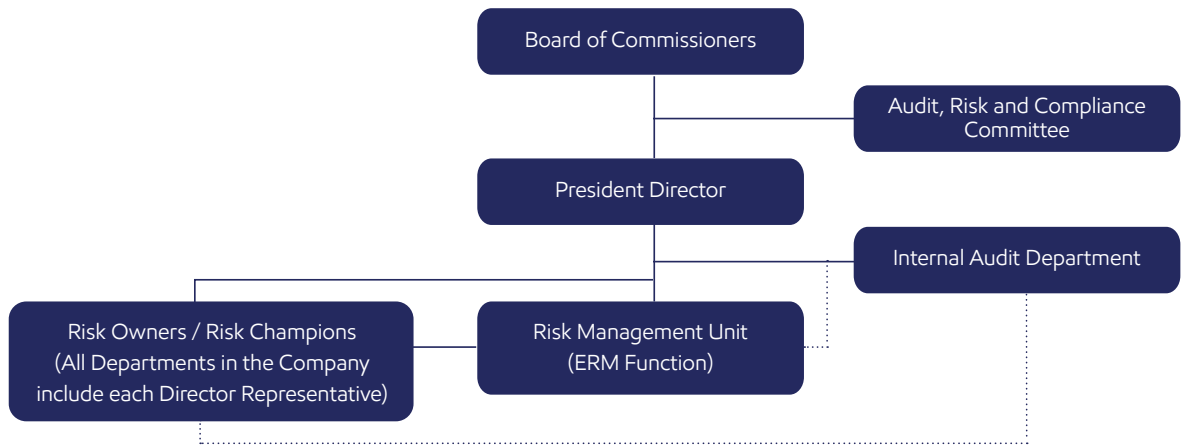 Board of Commissioners
Audit, Risk and Compliance
Committee
President Director
Internal Audit Department
Risk Owners / Risk Champions
(All Departments in the Company
include each Director Representative)
Risk Management Unit
(ERM Function)